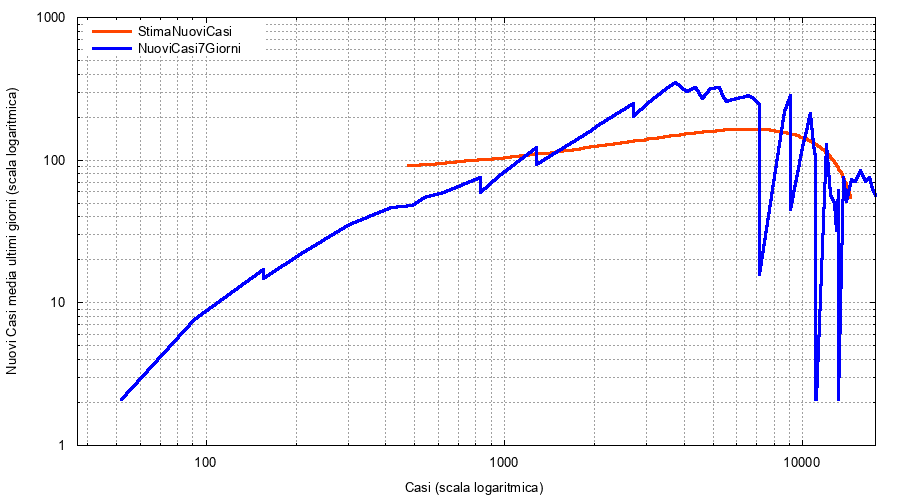 1000
StimaNuoviCasi
NuoviCasi7Giorni
100
10
1
100
1000
10000
Nuovi Casi media ultimi giorni (scala logaritmica)
Casi (scala logaritmica)